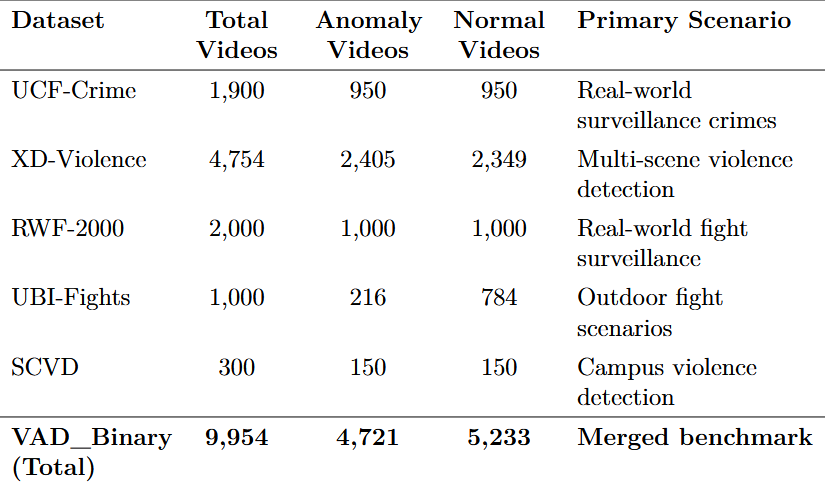 Dataset Total Videos Anomaly Videos Normal Videos Primary Scenario
UCF-Crime 1,900 950 950 Real-world surveillance crimes
XD-Violence 4,754 2,405 2,349 Multi-scene violence detection
RWF-2000 2,000 1,000 1,000 Real-world fight surveillance
UBI-Fights 1,000 216 784 Outdoor fight scenarios
SCVD 300 150 150 Campus violence detection
VAD_Binary (Total) 9,954 4,721 5,233 Merged benchmark